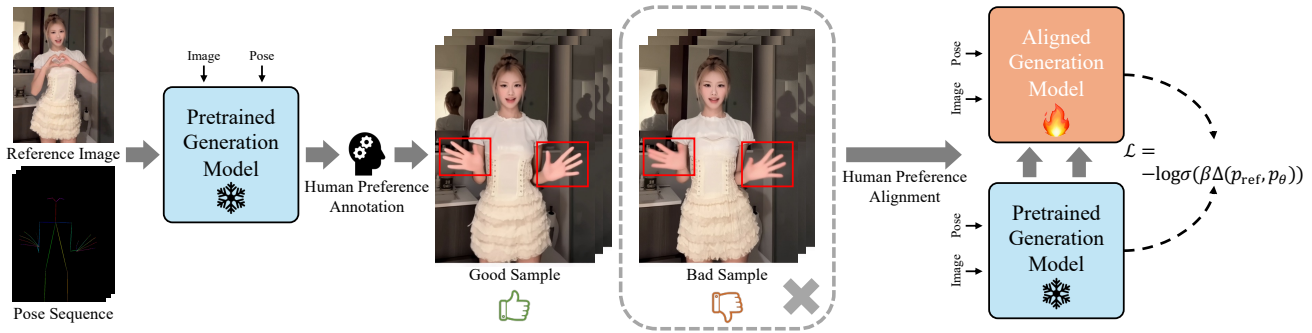 Reference Image
Pose Sequence
Image
Pose
Pretrained
Generation
Model
Human Preference
Annotation
Good Sample
Bad Sample
Human Preference
Alignment
Pose
Image
Aligned
Generation
Model
Pose
Image
Pretrained
Generation
Model
ℒ =
−logσ(βΔ(p_ref, p_θ))